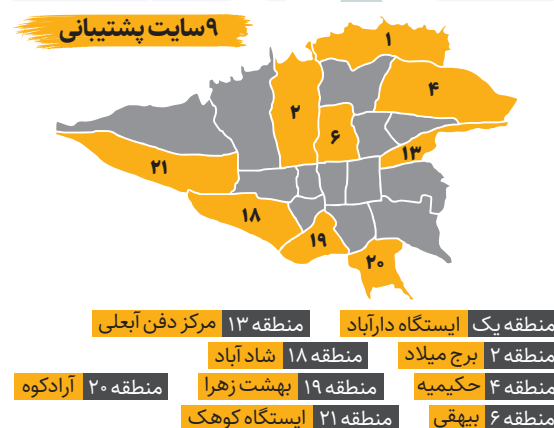 ۹سایت پشتیبانی
۱
۴
۲
۶
۱۳
۲۱
۱۸
۱۹
۲۰
منطقه یک ایستگاه دارآباد
منطقه ۱۳ مرکز دفن آبعلی
منطقه ۲ برج میلاد
منطقه ۱۸ شادآباد
منطقه ۴ حکیمیه
منطقه ۱۹ بهشت زهرا
منطقه ۲۰ آرادکوه
منطقه ۶ بیهقی
منطقه ۲۱ ایستگاه کوهک